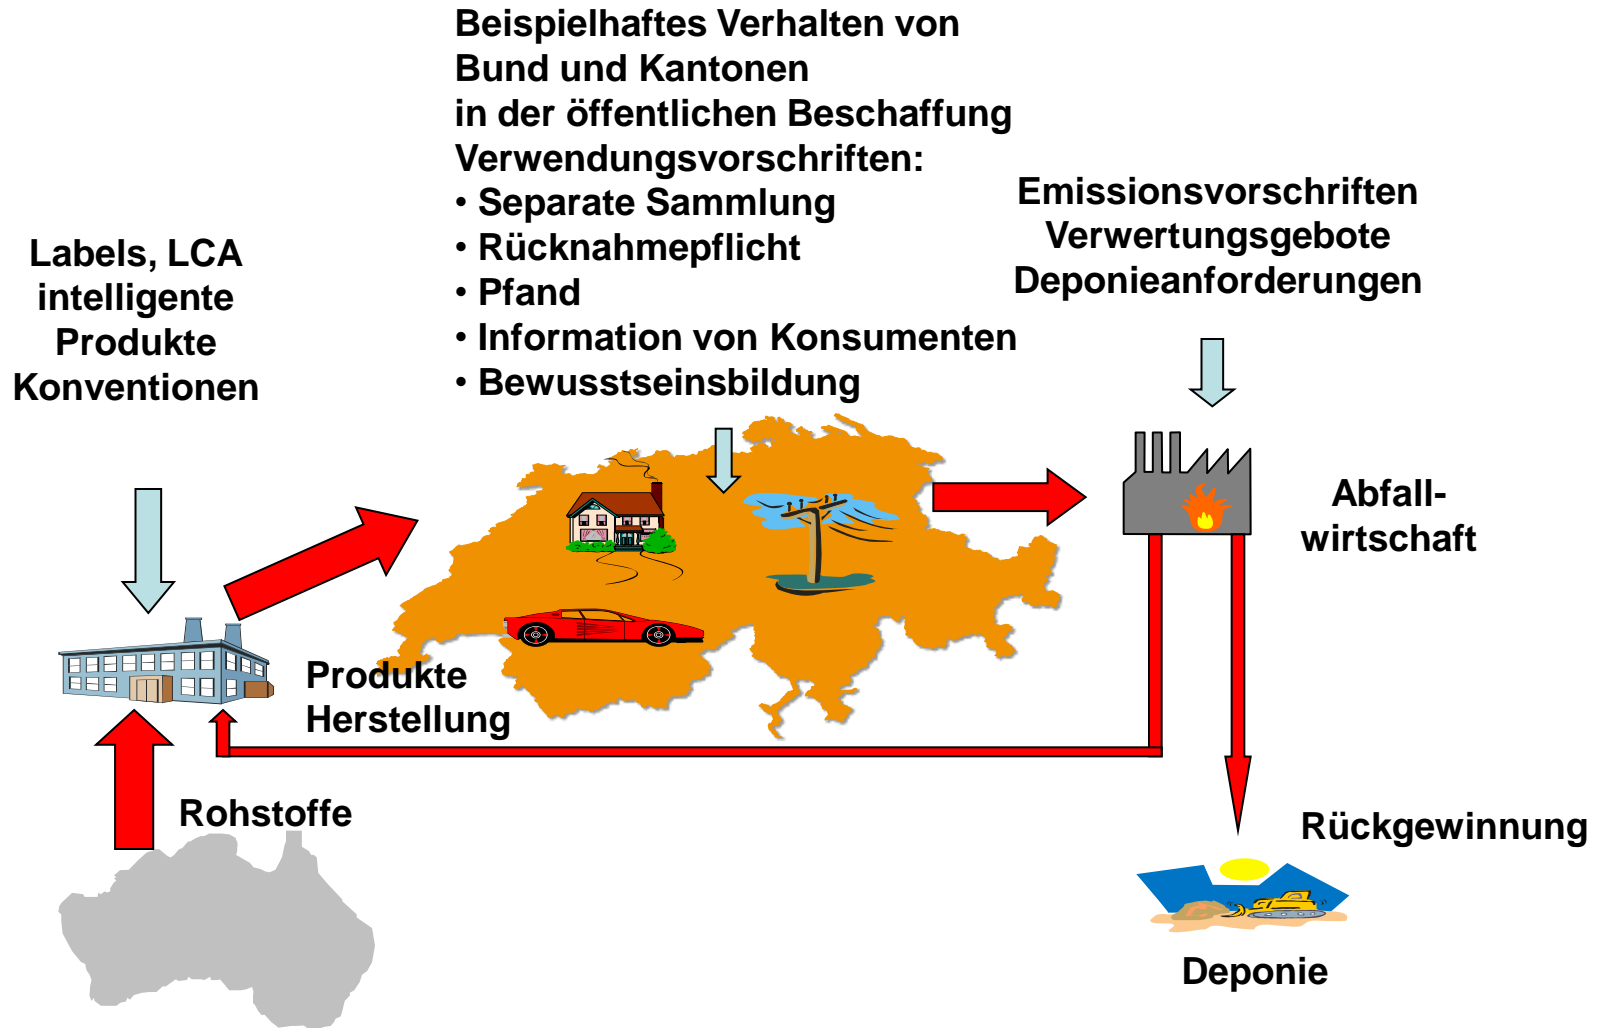 Beispielhaftes Verhalten von
Bund und Kantonen
in der öffentlichen Beschaffung
Verwendungsvorschriften:
• Separate Sammlung
• Rücknahmepflicht
• Pfand
• Information von Konsumenten
• Bewusstseinsbildung
Labels, LCA
intelligente
Produkte
Konventionen
Emissionsvorschriften
Verwertungsgebote
Deponieanforderungen
Abfall-
wirtschaft
Produkte
Herstellung
Rohstoffe
Rückgewinnung
Deponie